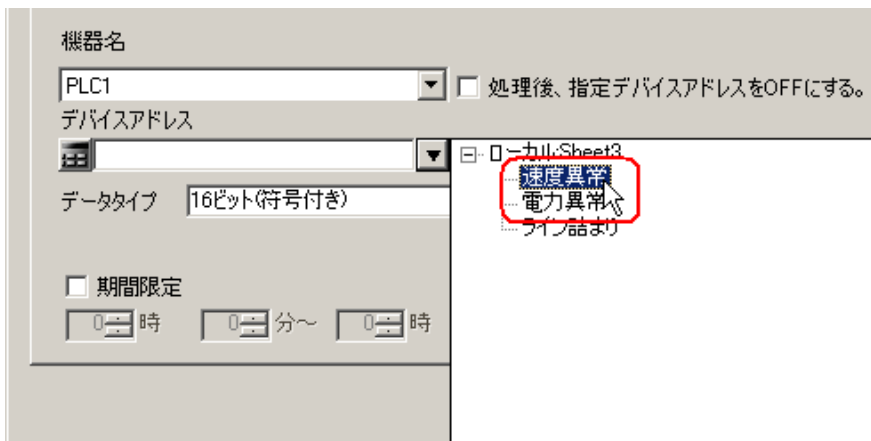 機器名
PLC1
処理後、指定デバイスアドレスをOFFにする。
デバイスアドレス
ローカル:Sheet3
速度異常
電力異常
ライン詰まり
データタイプ 16ビット(符号付き)
期間限定
0 時 0 分～ 0 時